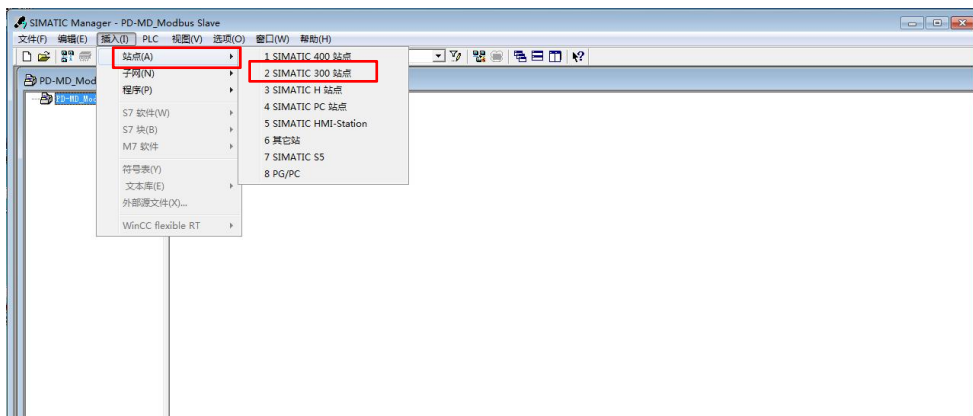 SIMATIC Manager - PD-MD_Modbus Slave
文件(F) 编辑(E) 插入(I) PLC 视图(V) 选项(O) 窗口(W) 帮助(H)
站点(A)
子网(N)
程序(P)
S7 软件(W)
S7 块(B)
M7 软件
符号表(Y)
文本库(E)
外部源文件(X)...
WinCC flexible RT
1 SIMATIC 400 站点
2 SIMATIC 300 站点
3 SIMATIC H 站点
4 SIMATIC PC 站点
5 SIMATIC HMI-Station
6 其它站
7 SIMATIC S5
8 PG/PC
PD-MD_Mod
PD-MD_Mod